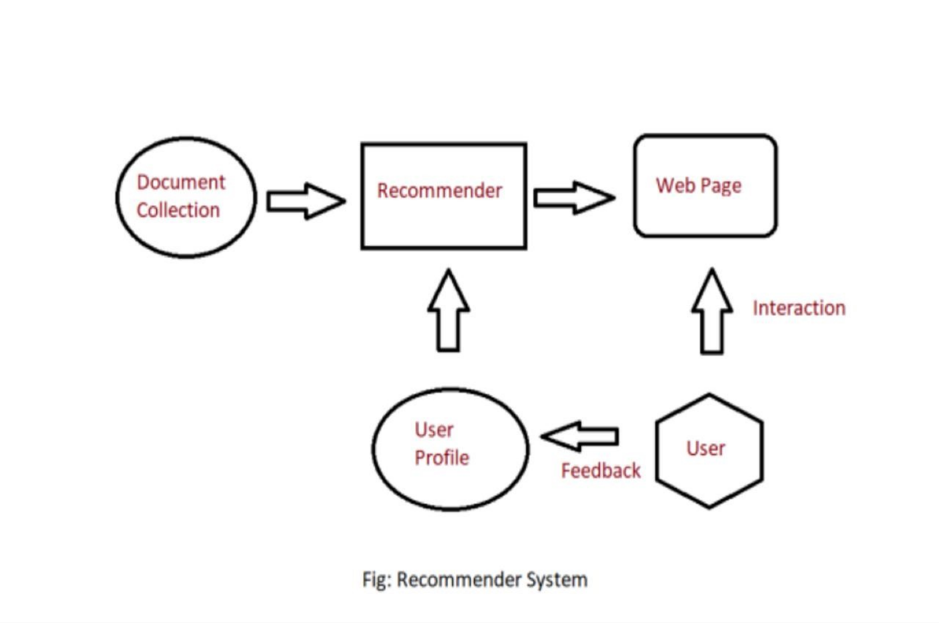 Document
Collection
Recommender
Web Page
Interaction
User
Profile
Feedback
User
Fig: Recommender System